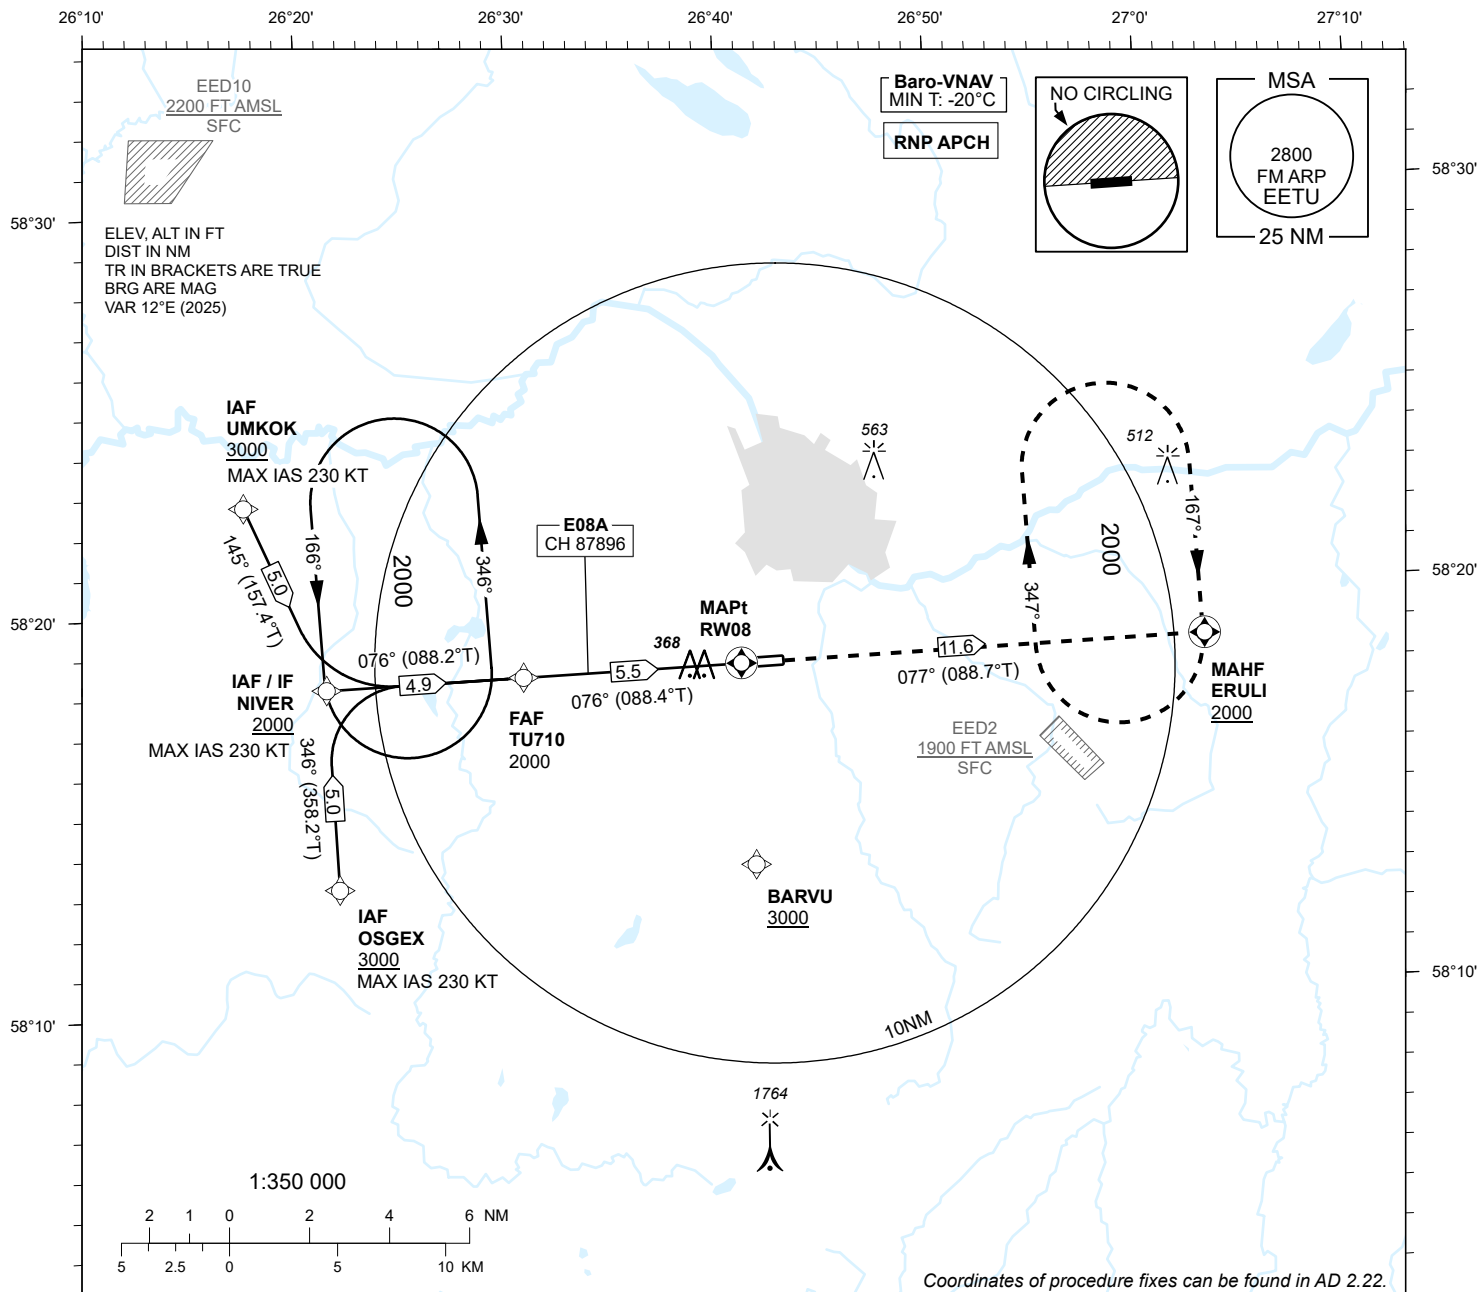 26°10'
26°20'
26°30'
26°40'
26°50'
27°0'
27°10'
EED10
2200 FT AMSL
SFC
Baro-VNAV
MIN T: -20°C
RNP APCH
NO CIRCLING
MSA
2800
FM ARP
EETU
25 NM
58°30'
58°30'
ELEV, ALT IN FT
DIST IN NM
TR IN BRACKETS ARE TRUE
BRG ARE MAG
VAR 12°E (2025)
IAF
UMKOK
3000
MAX IAS 230 KT
563
512
167°
166°
346°
2000
2000
347°
E08A
CH 87896
145° (157.4°T)
5.0
58°20'
58°20'
MAPt
RW08
368
076° (088.2°T)
4.9
5.5
076° (088.4°T)
11.6
077° (088.7°T)
MAHF
ERULI
2000
IAF / IF
NIVER
2000
MAX IAS 230 KT
FAF
TU710
2000
EED2
1900 FT AMSL
SFC
346° (358.2°T)
5.0
BARVU
3000
IAF
OSGEX
3000
MAX IAS 230 KT
58°10'
58°10'
10NM
1764
1:350 000
2 1 0 2 4 6 NM
5 2.5 0 5 10 KM
Coordinates of procedure fixes can be found in AD 2.22.